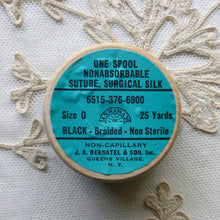 ONE SPOOL
NONABSORBABLE
SUTURE, SURGICAL SILK
6515-376-6900
Size 0 25 Yards
BLACK - Braided - Non Sterile
NON-CAPILLARY
J. A. DEKNATEL & SON, Inc.
QUEENS VILLAGE,
N. Y.